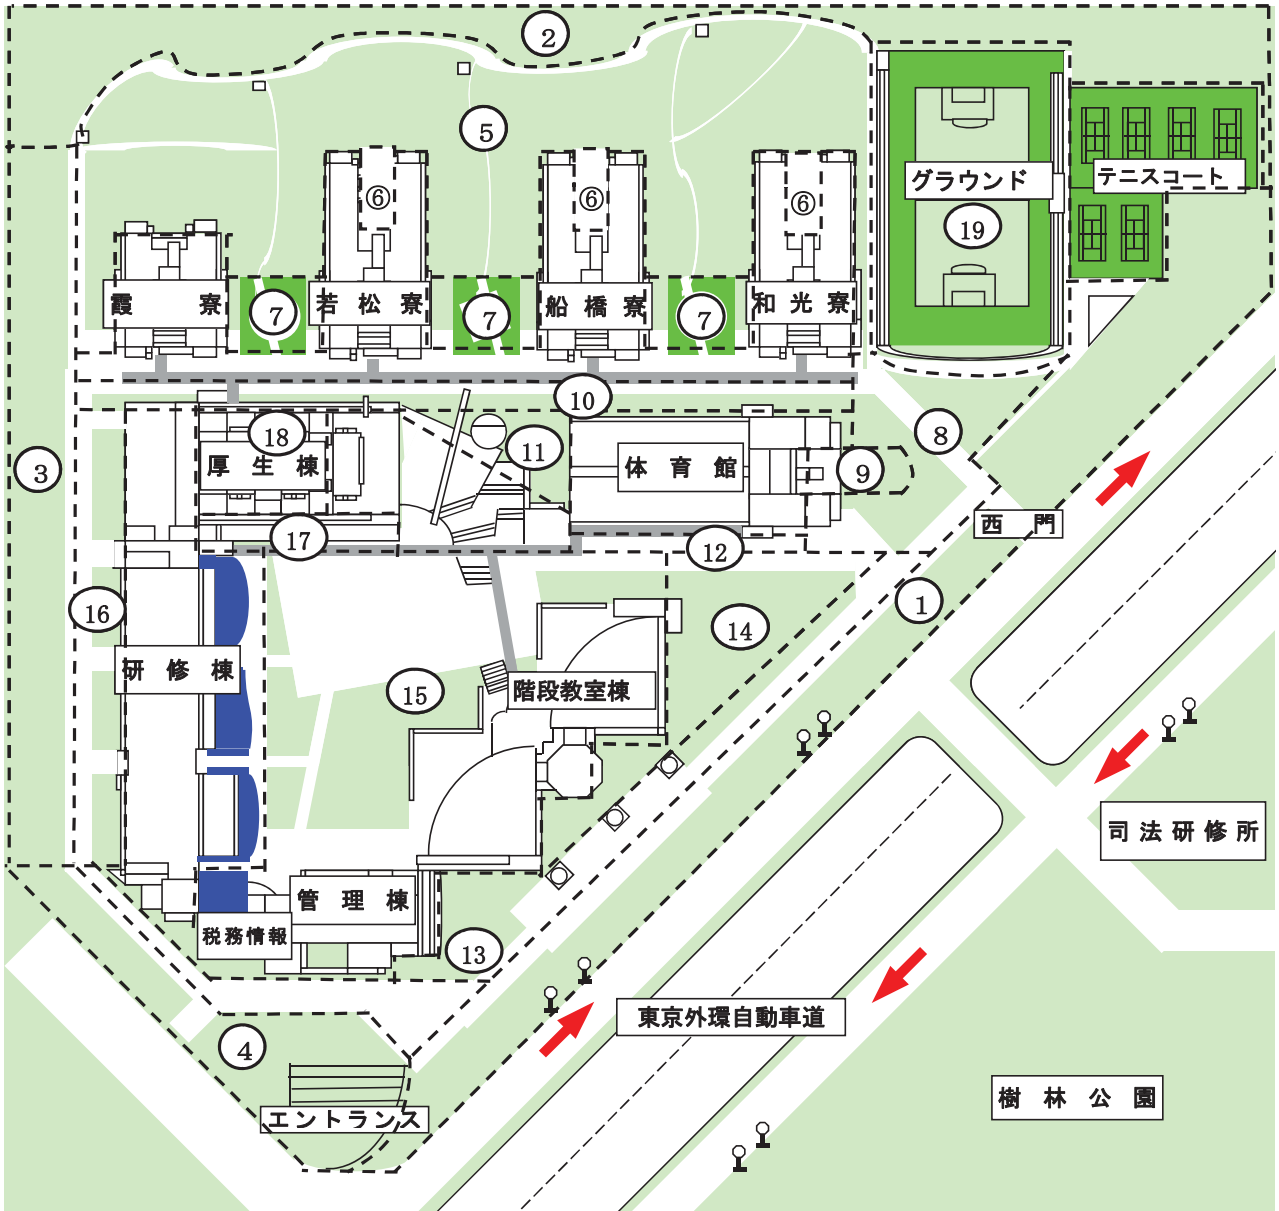 2
5
グラウンド
テニスコート
6
6
6
19
霞 寮
7
若 松 寮
7
船 橋 寮
7
和 光 寮
10
18
11
8
3
厚 生 棟
体 育 館
9
西 門
17
12
16
1
14
研 修 棟
15
階段教室棟
司 法 研 修 所
管 理 棟
税務情報
13
東京外環自動車道
4
樹 林 公 園
エントランス